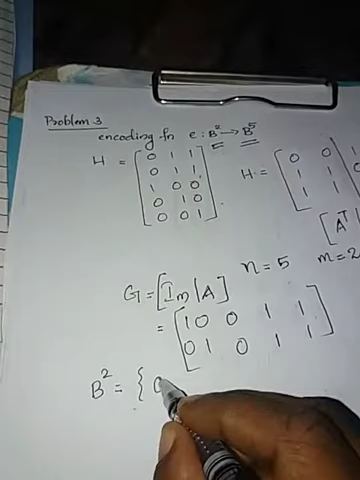 Problem 3
encoding fn e : B² → B⁵
H = [ 0 1 1
0 1 1
1 0 0
0 1 0
0 0 1 ]
H = [ 0 0 1
1 1 0
1 1
[Aᵀ |
n = 5 m = 2
G = [Im | A]
= [ 1 0 0 1 1
0 1 0 1 1 ]
B² = { 0